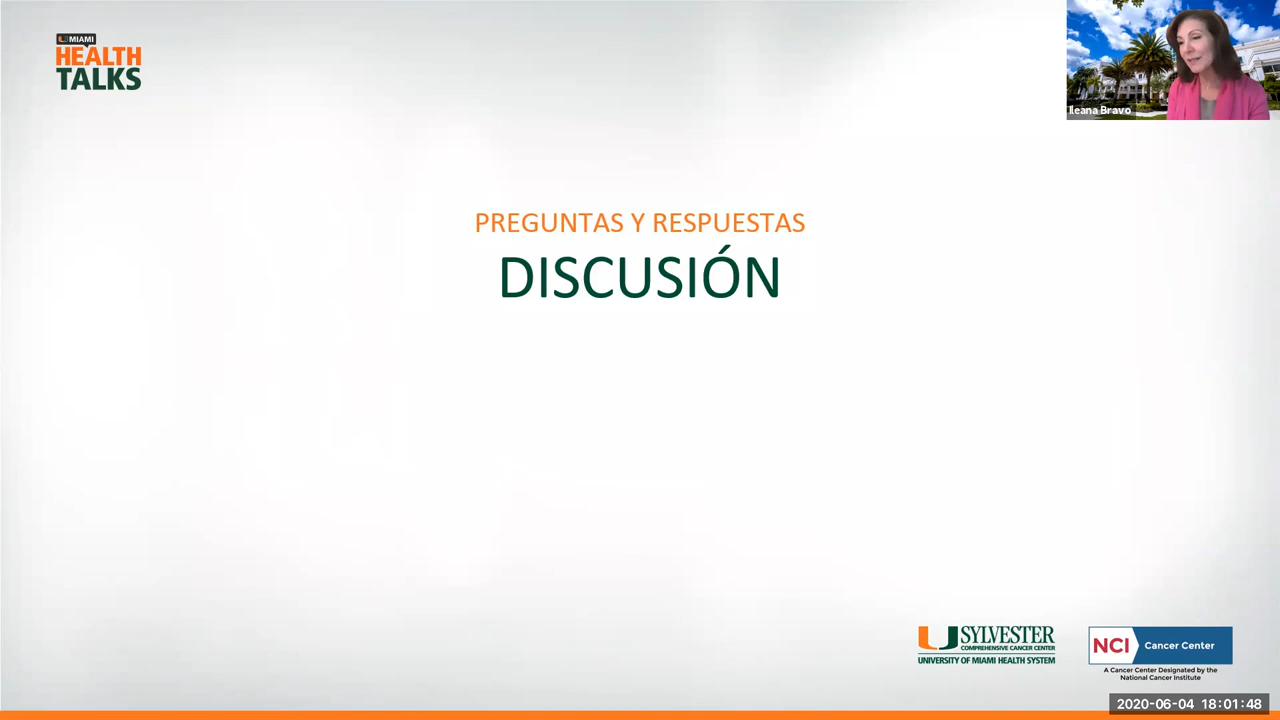 U MIAMI
HEALTH
TALKS
Ileana Bravo
PREGUNTAS Y RESPUESTAS
DISCUSIÓN
SYLVESTER
COMPREHENSIVE CANCER CENTER
UNIVERSITY OF MIAMI HEALTH SYSTEM
NCI Cancer Center
A Cancer Center Designated by the
National Cancer Institute
2020-06-04 18:01:48